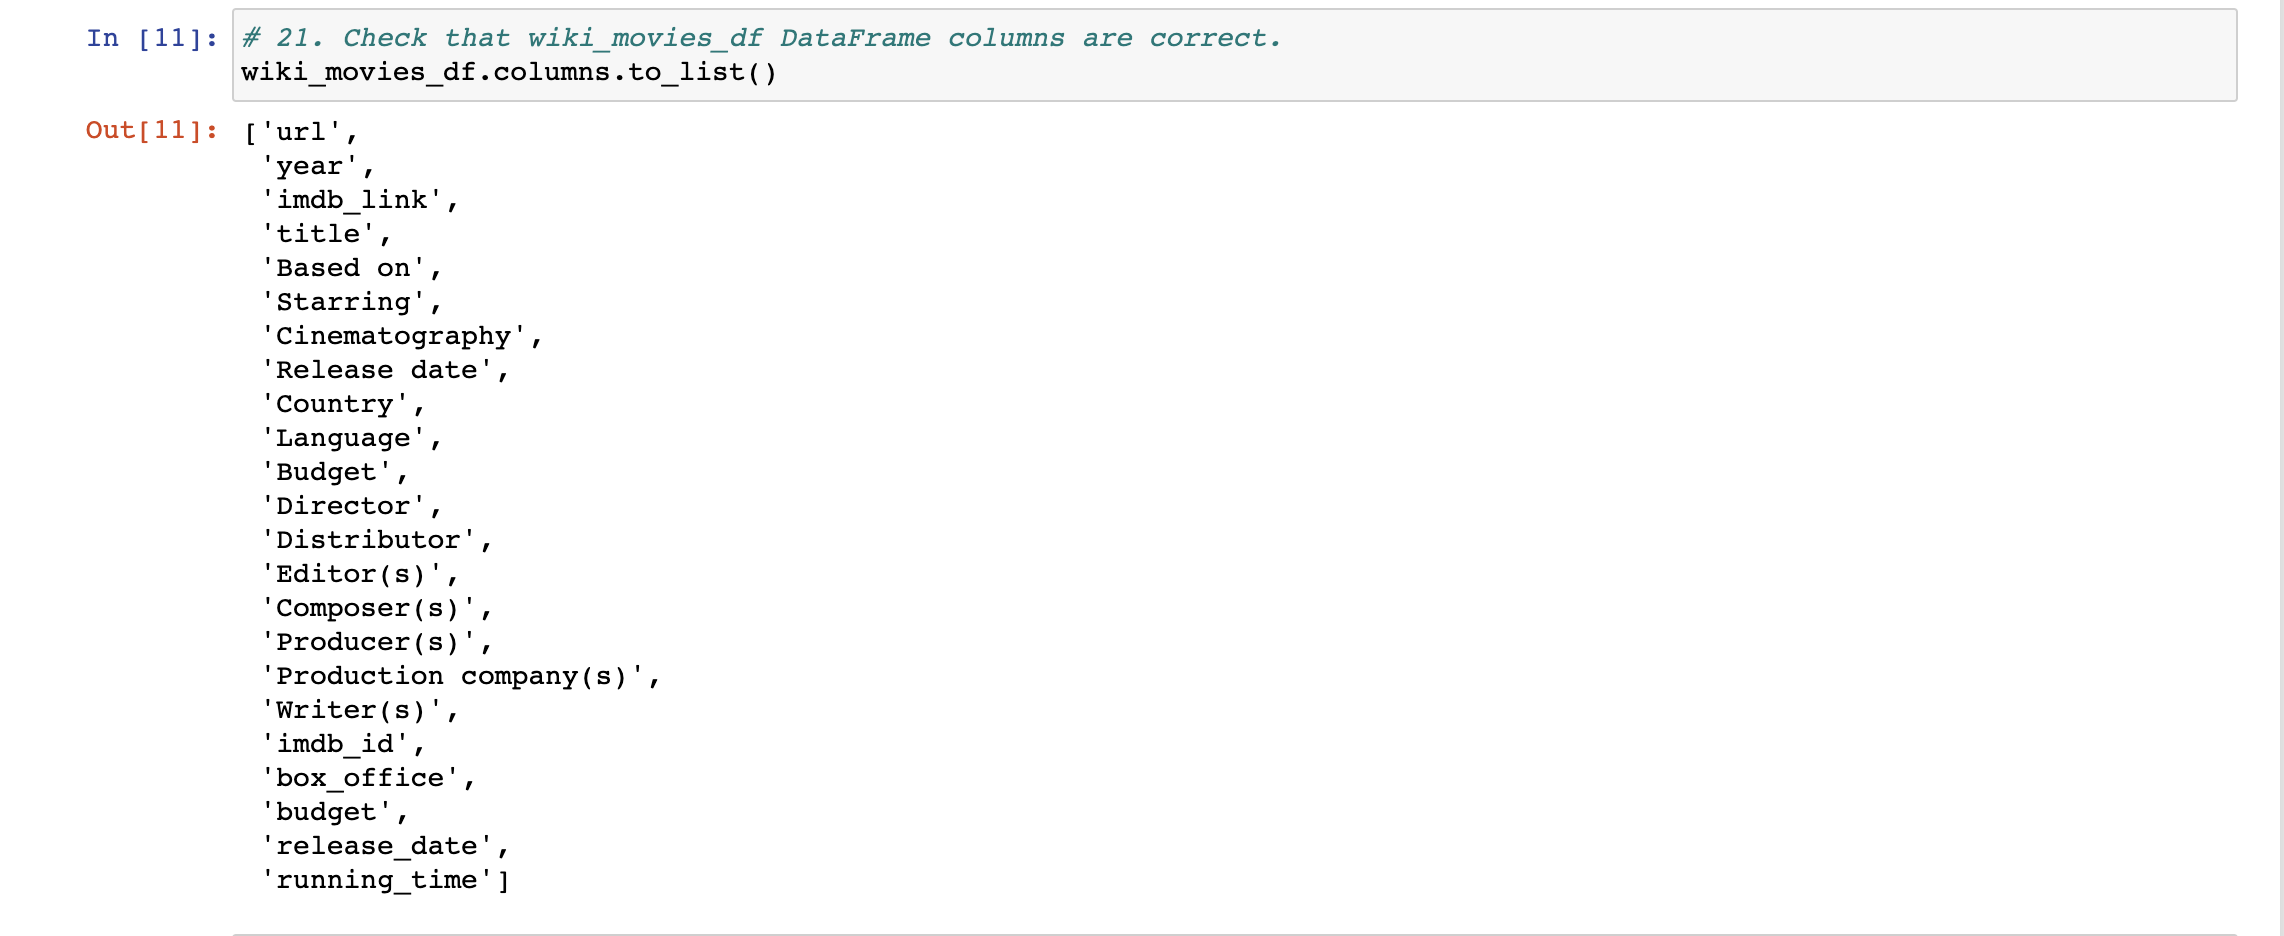 In [11]: # 21. Check that wiki_movies_df DataFrame columns are correct.
wiki_movies_df.columns.to_list()
Out[11]: ['url',
'year',
'imdb_link',
'title',
'Based on',
'Starring',
'Cinematography',
'Release date',
'Country',
'Language',
'Budget',
'Director',
'Distributor',
'Editor(s)',
'Composer(s)',
'Producer(s)',
'Production company(s)',
'Writer(s)',
'imdb_id',
'box_office',
'budget',
'release_date',
'running_time']